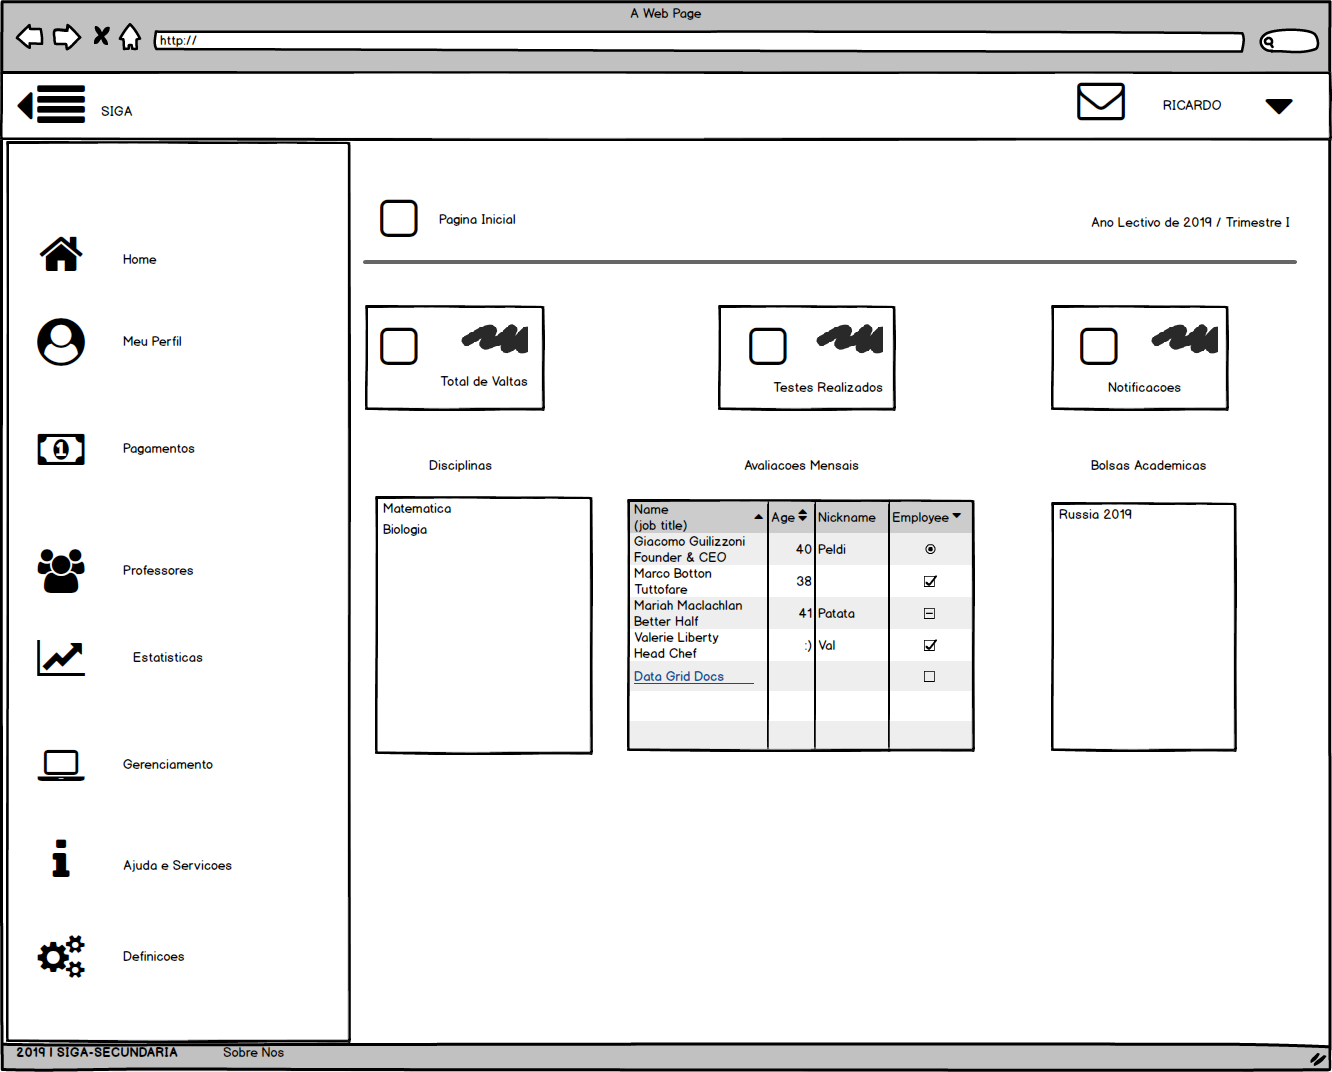 A Web Page
http://
SIGA
RICARDO
Home
Meu Perfil
Pagamentos
Professores
Estatisticas
Gerenciamento
Ajuda e Servicoes
Definicoes
Pagina Inicial
Ano Lectivo de 2019 / Trimestre I
Total de Valtas
Testes Realizados
Notificacoes
Disciplinas
Matematica
Biologia
Avaliacoes Mensais
Name
(job title)
Age
Nickname
Employee
Giacomo Guilizzoni
Founder & CEO
40
Peldi
Marco Botton
Tuttofare
38
Mariah Maclachlan
Better Half
41
Patata
Valerie Liberty
Head Chef
:)
Val
Data Grid Docs
Bolsas Academicas
Russia 2019
2019 | SIGA-SECUNDARIA
Sobre Nos